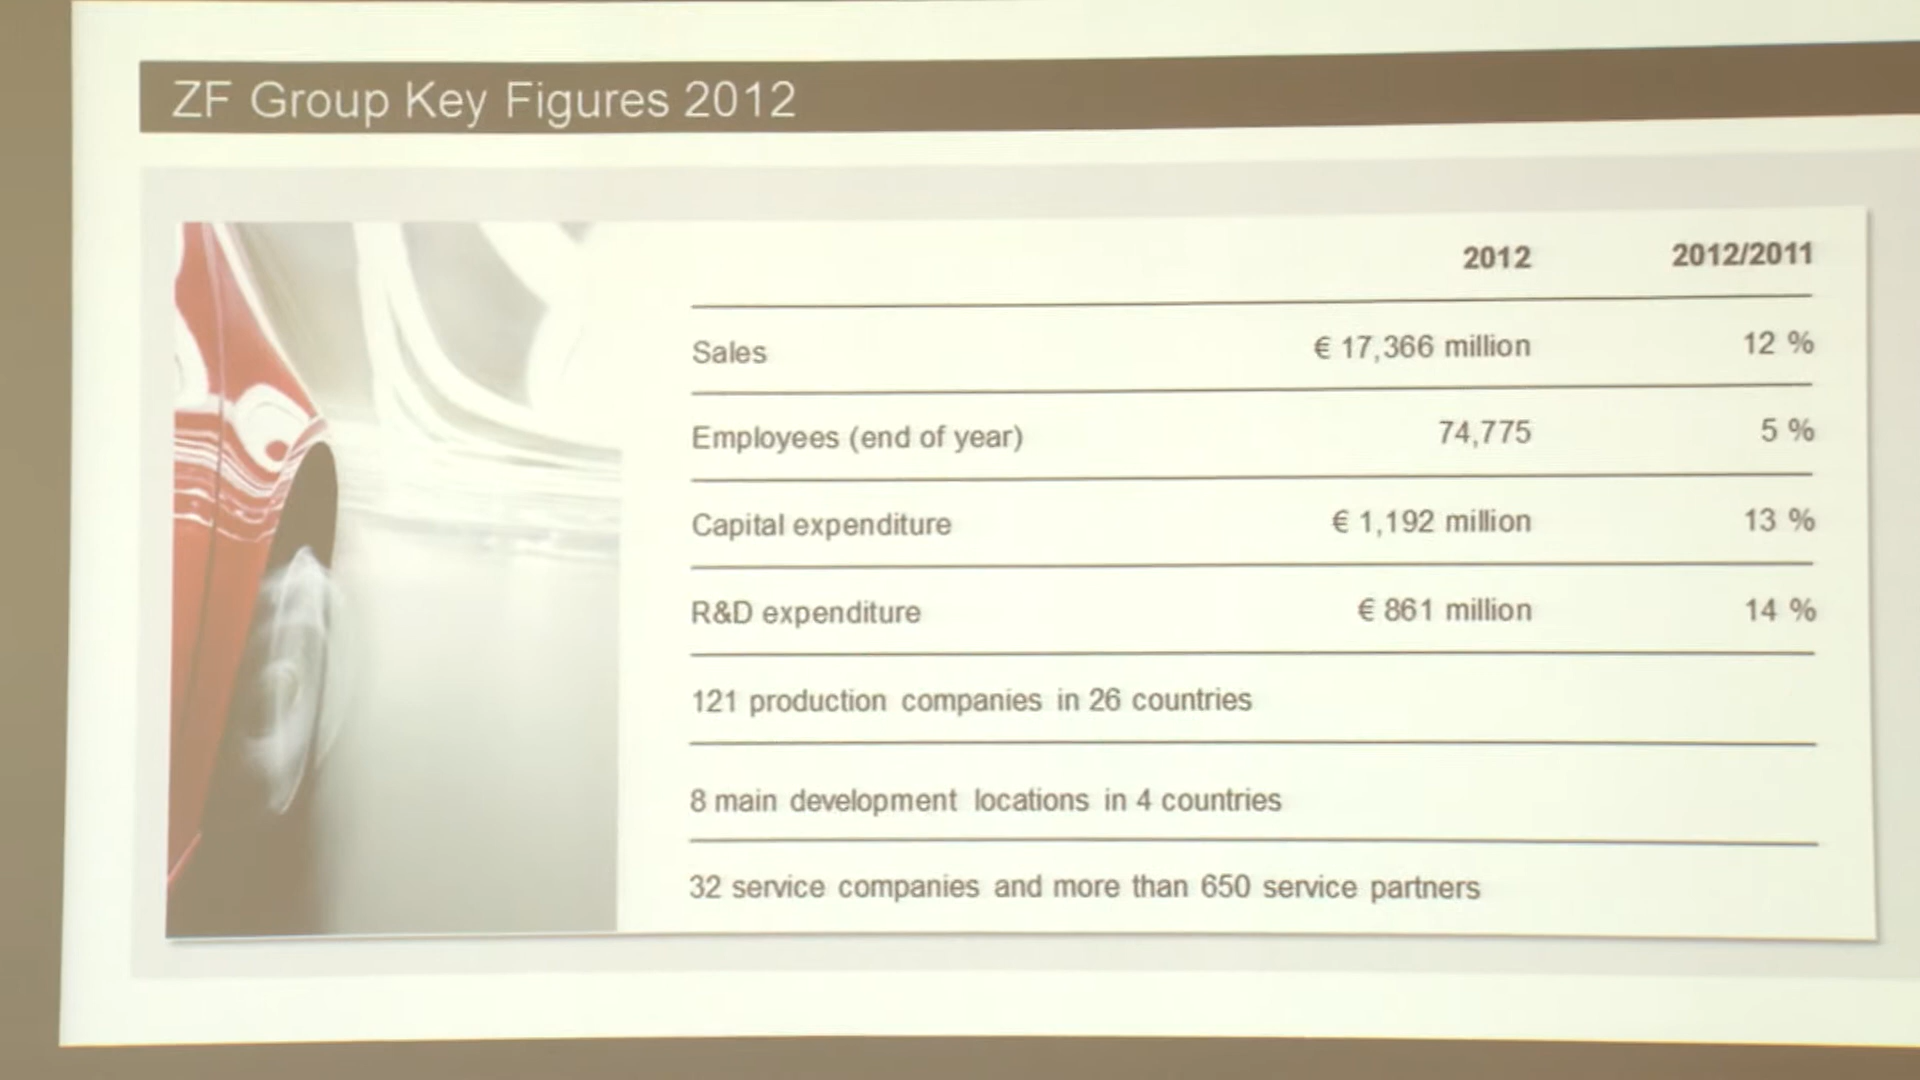 ZF Group Key Figures 2012
2012 2012/2011
Sales € 17,366 million 12 %
Employees (end of year) 74,775 5 %
Capital expenditure € 1,192 million 13 %
R&D expenditure € 861 million 14 %
121 production companies in 26 countries
8 main development locations in 4 countries
32 service companies and more than 650 service partners